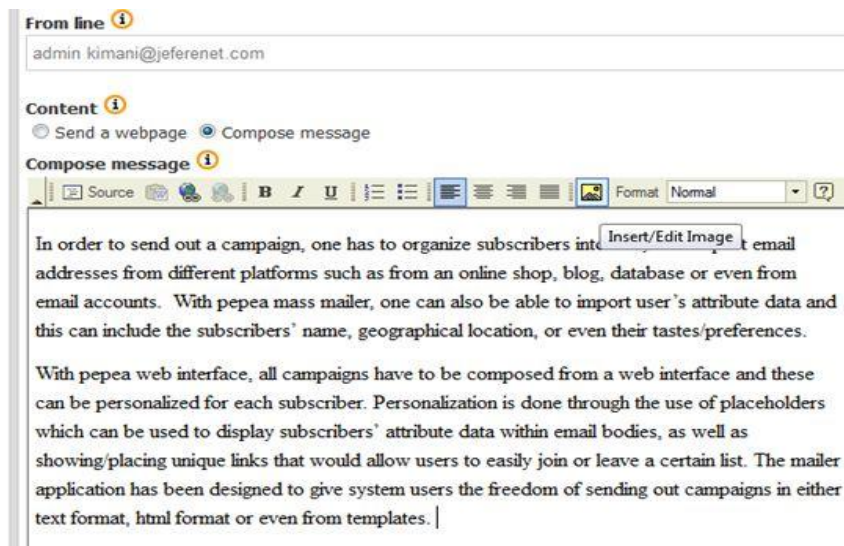 From line
admin kimani@jeferenet.com
Content
Send a webpage Compose message
Compose message
Source B I U Format Normal
Insert/Edit Image
In order to send out a campaign, one has to organize subscribers email
addresses from different platforms such as from an online shop, blog, database or even from
email accounts. With pepea mass mailer, one can also be able to import user's attribute data and
this can include the subscribers' name, geographical location, or even their tastes/preferences.
With pepea web interface, all campaigns have to be composed from a web interface and these
can be personalized for each subscriber. Personalization is done through the use of placeholders
which can be used to display subscribers' attribute data within email bodies, as well as
showing/placing unique links that would allow users to easily join or leave a certain list. The mailer
application has been designed to give system users the freedom of sending out campaigns in either
text format, html format or even from templates.